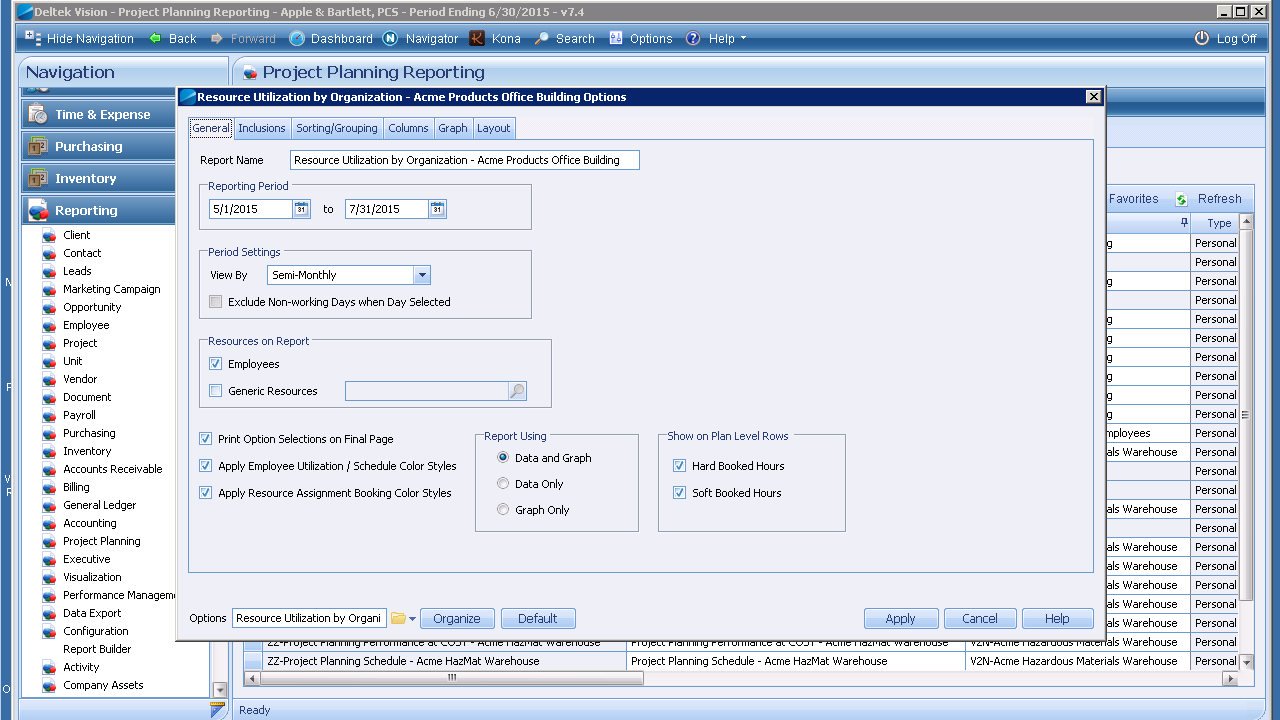 Deltek Vision - Project Planning Reporting - Apple & Bartlett, PCS - Period Ending 6/30/2015 - v7.4
Hide Navigation Back Forward Dashboard Navigator Kona Search Options Help Log Off
Navigation
Project Planning Reporting
Time & Expense
Purchasing
Inventory
Reporting
Client
Contact
Leads
Marketing Campaign
Opportunity
Employee
Project
Unit
Vendor
Document
Payroll
Purchasing
Inventory
Accounts Receivable
Billing
General Ledger
Accounting
Project Planning
Executive
Visualization
Performance Managem
Data Export
Configuration
Report Builder
Activity
Company Assets
Resource Utilization by Organization - Acme Products Office Building Options
General Inclusions Sorting/Grouping Columns Graph Layout
Report Name Resource Utilization by Organization - Acme Products Office Building
Reporting Period
5/1/2015 31 to 7/31/2015 31
Period Settings
View By Semi-Monthly
Exclude Non-working Days when Day Selected
Resources on Report
Employees
Generic Resources
Print Option Selections on Final Page
Apply Employee Utilization / Schedule Color Styles
Apply Resource Assignment Booking Color Styles
Report Using
Data and Graph
Data Only
Graph Only
Show on Plan Level Rows
Hard Booked Hours
Soft Booked Hours
Options Resource Utilization by Organi Organize Default Apply Cancel Help
Favorites Refresh
Type
g Personal
Personal
g Personal
Personal
g Personal
g Personal
g Personal
g Personal
g Personal
g Personal
mployees Personal
als Warehouse Personal
Personal
Personal
als Warehouse Personal
Personal
als Warehouse Personal
als Warehouse Personal
als Warehouse Personal
als Warehouse Personal
als Warehouse Personal
ZZ-Project Planning Performance at COST - Acme HazMat Warehouse Project Planning Performance at COST - Acme HazMat Warehouse V2N-Acme Hazardous Materials Warehouse Personal
ZZ-Project Planning Schedule - Acme HazMat Warehouse Project Planning Schedule - Acme HazMat Warehouse V2N-Acme Hazardous Materials Warehouse Personal
Ready